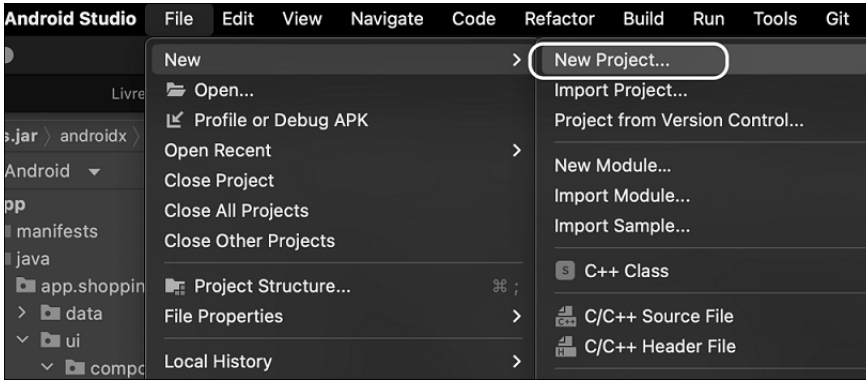 Android Studio File Edit View Navigate Code Refactor Build Run Tools Git
New > New Project...
Livre Open... Import Project...
s.jar > androidx > Profile or Debug APK Project from Version Control...
Open Recent >
Android Close Project New Module...
pp Close All Projects Import Module...
manifests Close Other Projects Import Sample...
java
app.shoppin Project Structure... ⌘ ; S C++ Class
> data File Properties > C++ C/C++ Source File
ui H C/C++ Header File
compo Local History >